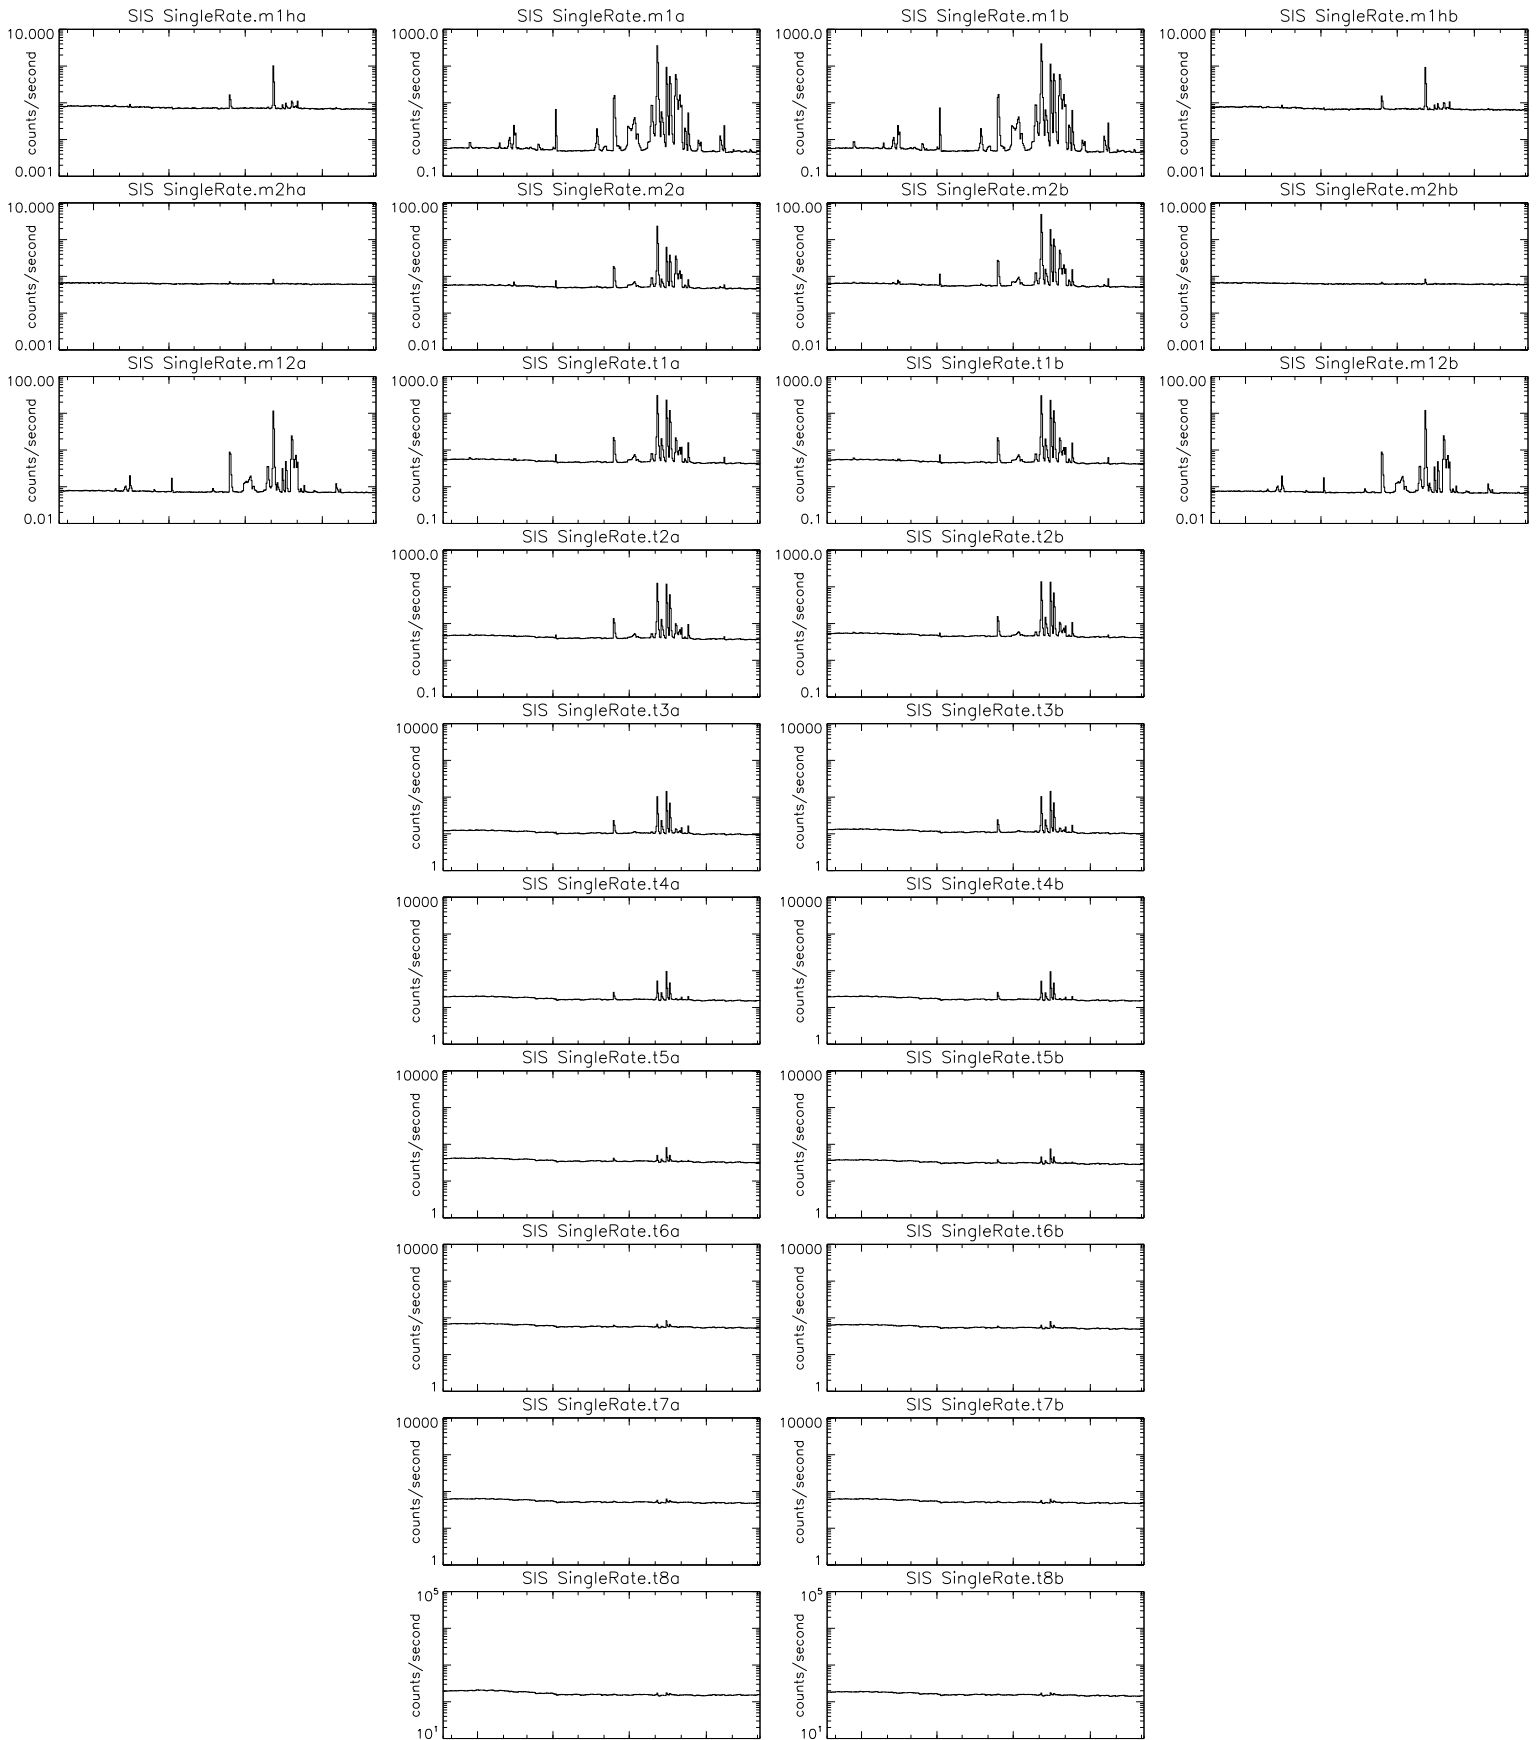 SIS SingleRate.m1ha
10.000
counts/second
0.001
SIS SingleRate.m1a
1000.0
counts/second
0.1
SIS SingleRate.m1b
1000.0
counts/second
0.1
SIS SingleRate.m1hb
10.000
counts/second
0.001
SIS SingleRate.m2ha
10.000
counts/second
0.001
SIS SingleRate.m2a
100.00
counts/second
0.01
SIS SingleRate.m2b
100.00
counts/second
0.01
SIS SingleRate.m2hb
10.000
counts/second
0.001
SIS SingleRate.m12a
100.00
counts/second
0.01
SIS SingleRate.t1a
1000.0
counts/second
0.1
SIS SingleRate.t1b
1000.0
counts/second
0.1
SIS SingleRate.m12b
100.00
counts/second
0.01
SIS SingleRate.t2a
1000.0
counts/second
0.1
SIS SingleRate.t2b
1000.0
counts/second
0.1
SIS SingleRate.t3a
10000
counts/second
1
SIS SingleRate.t3b
10000
counts/second
1
SIS SingleRate.t4a
10000
counts/second
1
SIS SingleRate.t4b
10000
counts/second
1
SIS SingleRate.t5a
10000
counts/second
1
SIS SingleRate.t5b
10000
counts/second
1
SIS SingleRate.t6a
10000
counts/second
1
SIS SingleRate.t6b
10000
counts/second
1
SIS SingleRate.t7a
10000
counts/second
1
SIS SingleRate.t7b
10000
counts/second
1
SIS SingleRate.t8a
10⁵
counts/second
10¹
SIS SingleRate.t8b
10⁵
counts/second
10¹